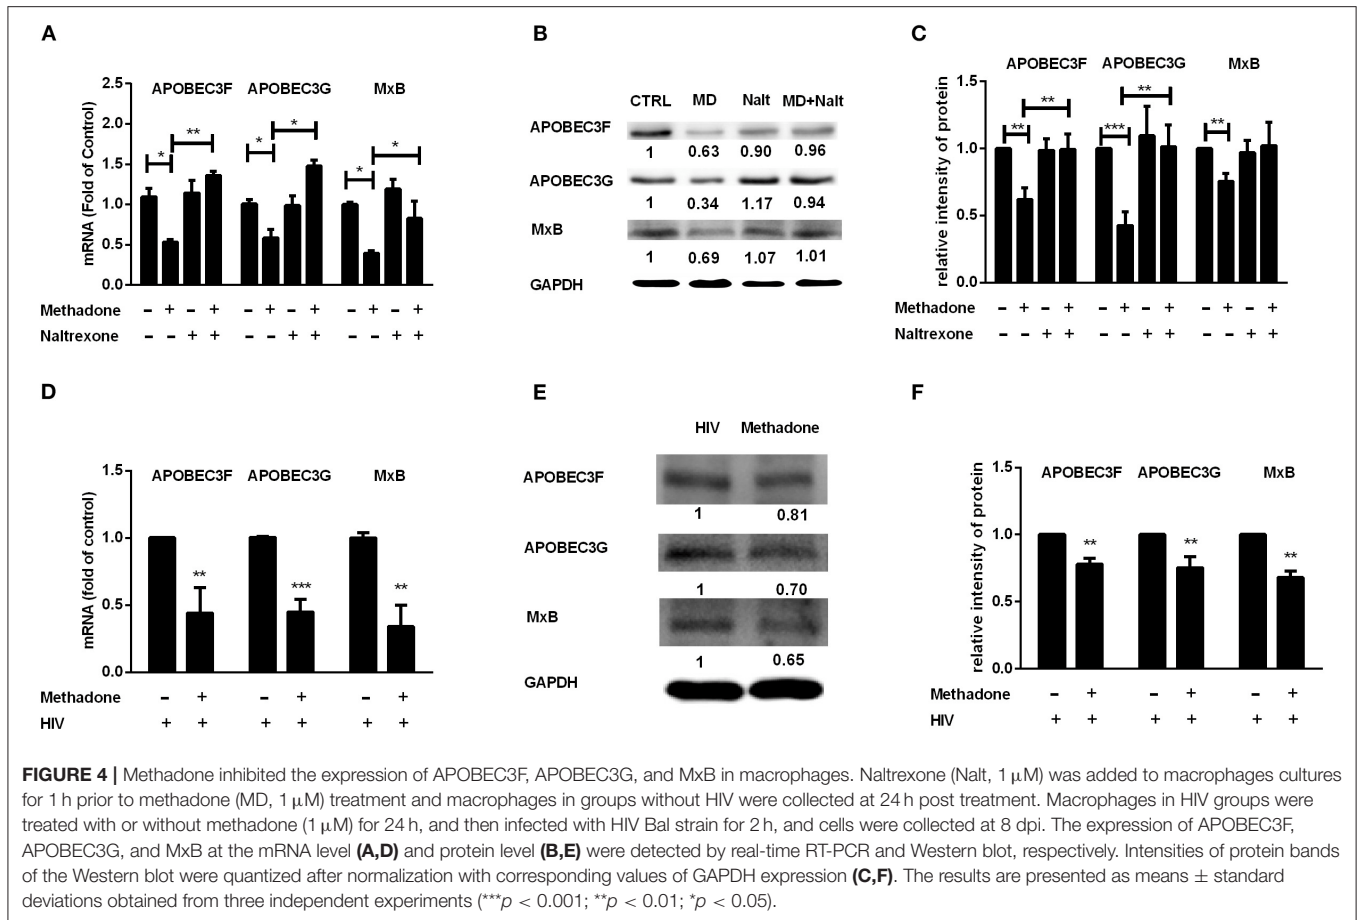 A
APOBEC3F APOBEC3G MxB
mRNA (Fold of Control)
2.5
2.0
1.5
1.0
0.5
0.0
* ** * * * *
Methadone – + – + – + – + – + – +
Naltrexone – – + + – – + + – – + +
B
CTRL MD Nalt MD+Nalt
APOBEC3F
1 0.63 0.90 0.96
APOBEC3G
1 0.34 1.17 0.94
MxB
1 0.69 1.07 1.01
GAPDH
C
APOBEC3F APOBEC3G MxB
relative intensity of protein
1.5
1.0
0.5
0.0
** ** *** ** **
Methadone – + – + – + – + – + – +
Naltrexone – – + + – – + + – – + +
D
APOBEC3F APOBEC3G MxB
mRNA (fold of control)
1.5
1.0
0.5
0.0
** *** **
Methadone – + – + – +
HIV + + + + + +
E
HIV Methadone
APOBEC3F
1 0.81
APOBEC3G
1 0.70
MxB
1 0.65
GAPDH
F
APOBEC3F APOBEC3G MxB
relative intensity of protein
1.5
1.0
0.5
0.0
** ** **
Methadone – + – + – +
HIV + + + + + +
FIGURE 4 | Methadone inhibited the expression of APOBEC3F, APOBEC3G, and MxB in macrophages. Naltrexone (Nalt, 1 μM) was added to macrophages cultures
for 1 h prior to methadone (MD, 1 μM) treatment and macrophages in groups without HIV were collected at 24 h post treatment. Macrophages in HIV groups were
treated with or without methadone (1 μM) for 24 h, and then infected with HIV Bal strain for 2 h, and cells were collected at 8 dpi. The expression of APOBEC3F,
APOBEC3G, and MxB at the mRNA level (A,D) and protein level (B,E) were detected by real-time RT-PCR and Western blot, respectively. Intensities of protein bands
of the Western blot were quantized after normalization with corresponding values of GAPDH expression (C,F). The results are presented as means ± standard
deviations obtained from three independent experiments (***p < 0.001; **p < 0.01; *p < 0.05).